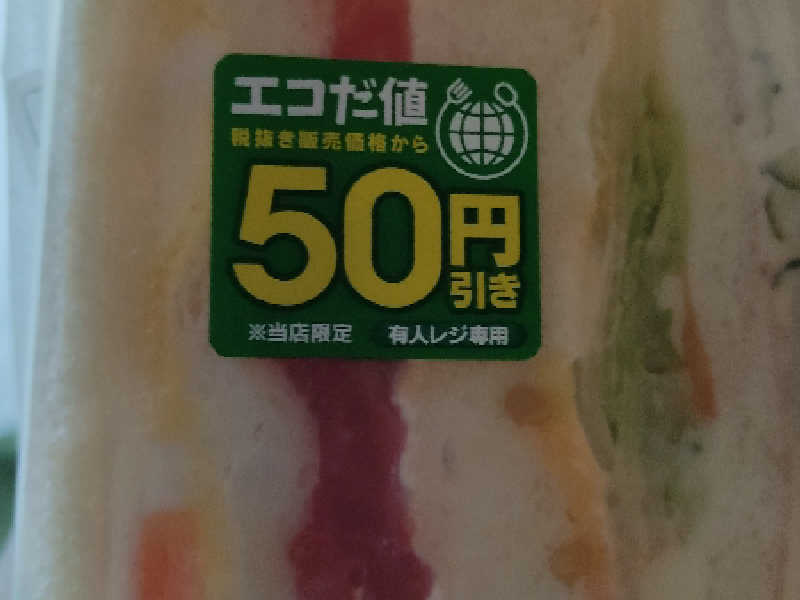 エコだ値
税抜き販売価格から
50円
引き
※当店限定 有人レジ専用